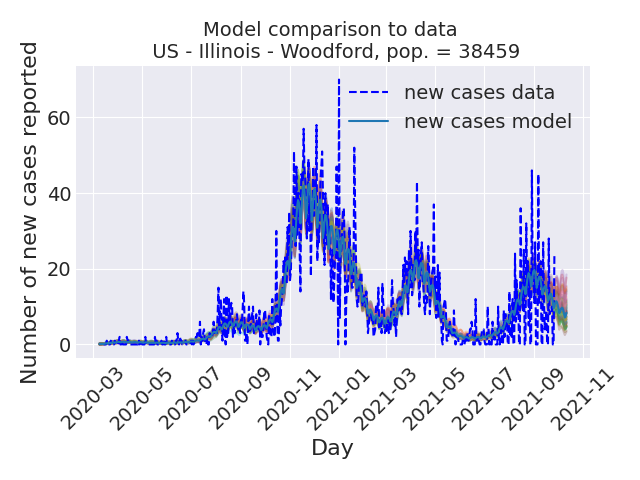 Model comparison to data
US - Illinois - Woodford, pop. = 38459
Number of new cases reported
60
40
20
0
new cases data
new cases model
2020-03
2020-05
2020-07
2020-09
2020-11
2021-01
2021-03
2021-05
2021-07
2021-09
2021-11
Day